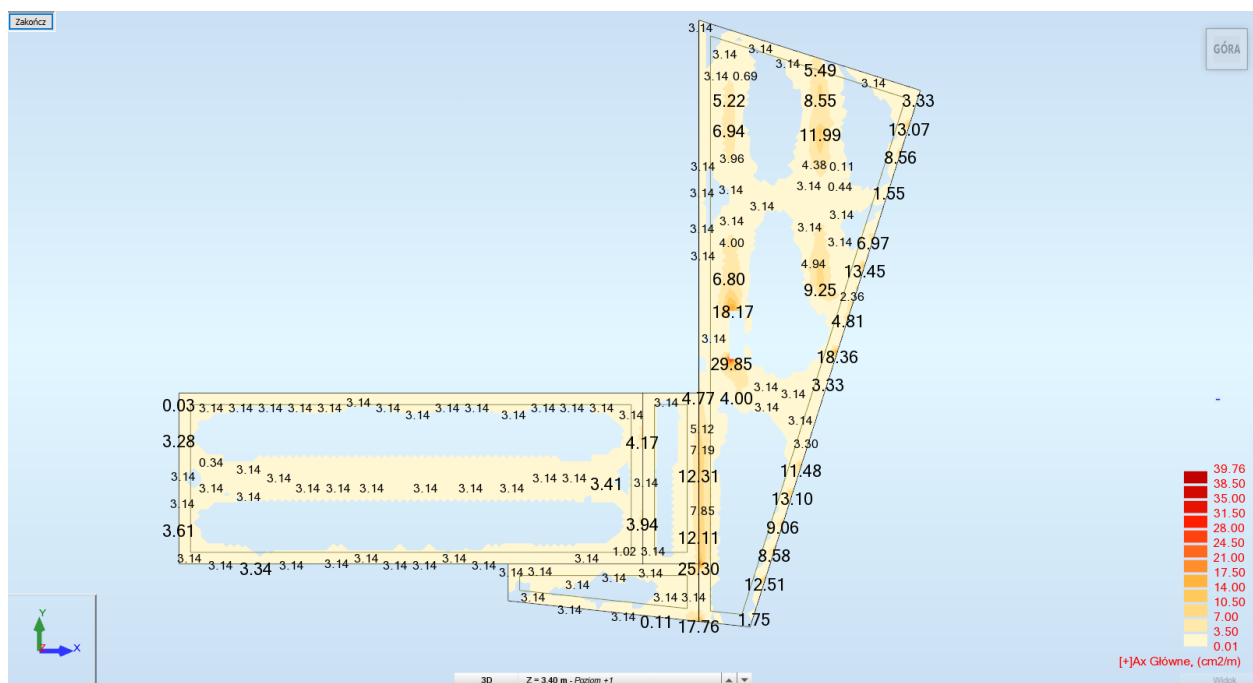 Zakończ
GÓRA
3.14
3.14 3.14
3.14 5.49
3.14 0.69 3.14
5.22 8.55 3.33
6.94 11.99 13.07
3.96 8.56
3.14 4.38 0.11
3.14 3.14 3.14 0.44 1.55
3.14
3.14 3.14
3.14 3.14
4.00 3.14 6.97
3.14
4.94 13.45
6.80 9.25 2.36
18.17 4.81
3.14
29.85 18.36
3.14 3.14 3.33
0.03 3.14 3.14 3.14 3.14 3.14 3.14 3.14 3.14 3.14 3.14 3.14 3.14 3.14 3.14 3.14 3.14 4.77 4.00 3.14
3.14
5.12
3.28 4.17 7.19 3.30
0.34 3.14
3.14 3.14 3.14 3.14 12.31 11.48
3.14 3.14 3.14 3.14 3.14 3.14 3.14 3.41 3.14
3.14 3.14 13.10
7.85
3.61 3.94 12.11 9.06
1.02 3.14
3.14 3.14 3.34 3.14 3.14 3.14 3.14 3.14 3.14 3.14 3.14 25.30 8.58
3.14 3.14 3.14 3.14 3.14
3.14 3.14 3.14 3.14 12.51
3.14 3.14 0.11 17.76 1.75
39.76
38.50
35.00
31.50
28.00
24.50
21.00
17.50
14.00
10.50
7.00
3.50
0.01
[+]Ax Główne, (cm2/m)
Y
Z
X
3D Z = 3.40 m - Poziom +1
Widok